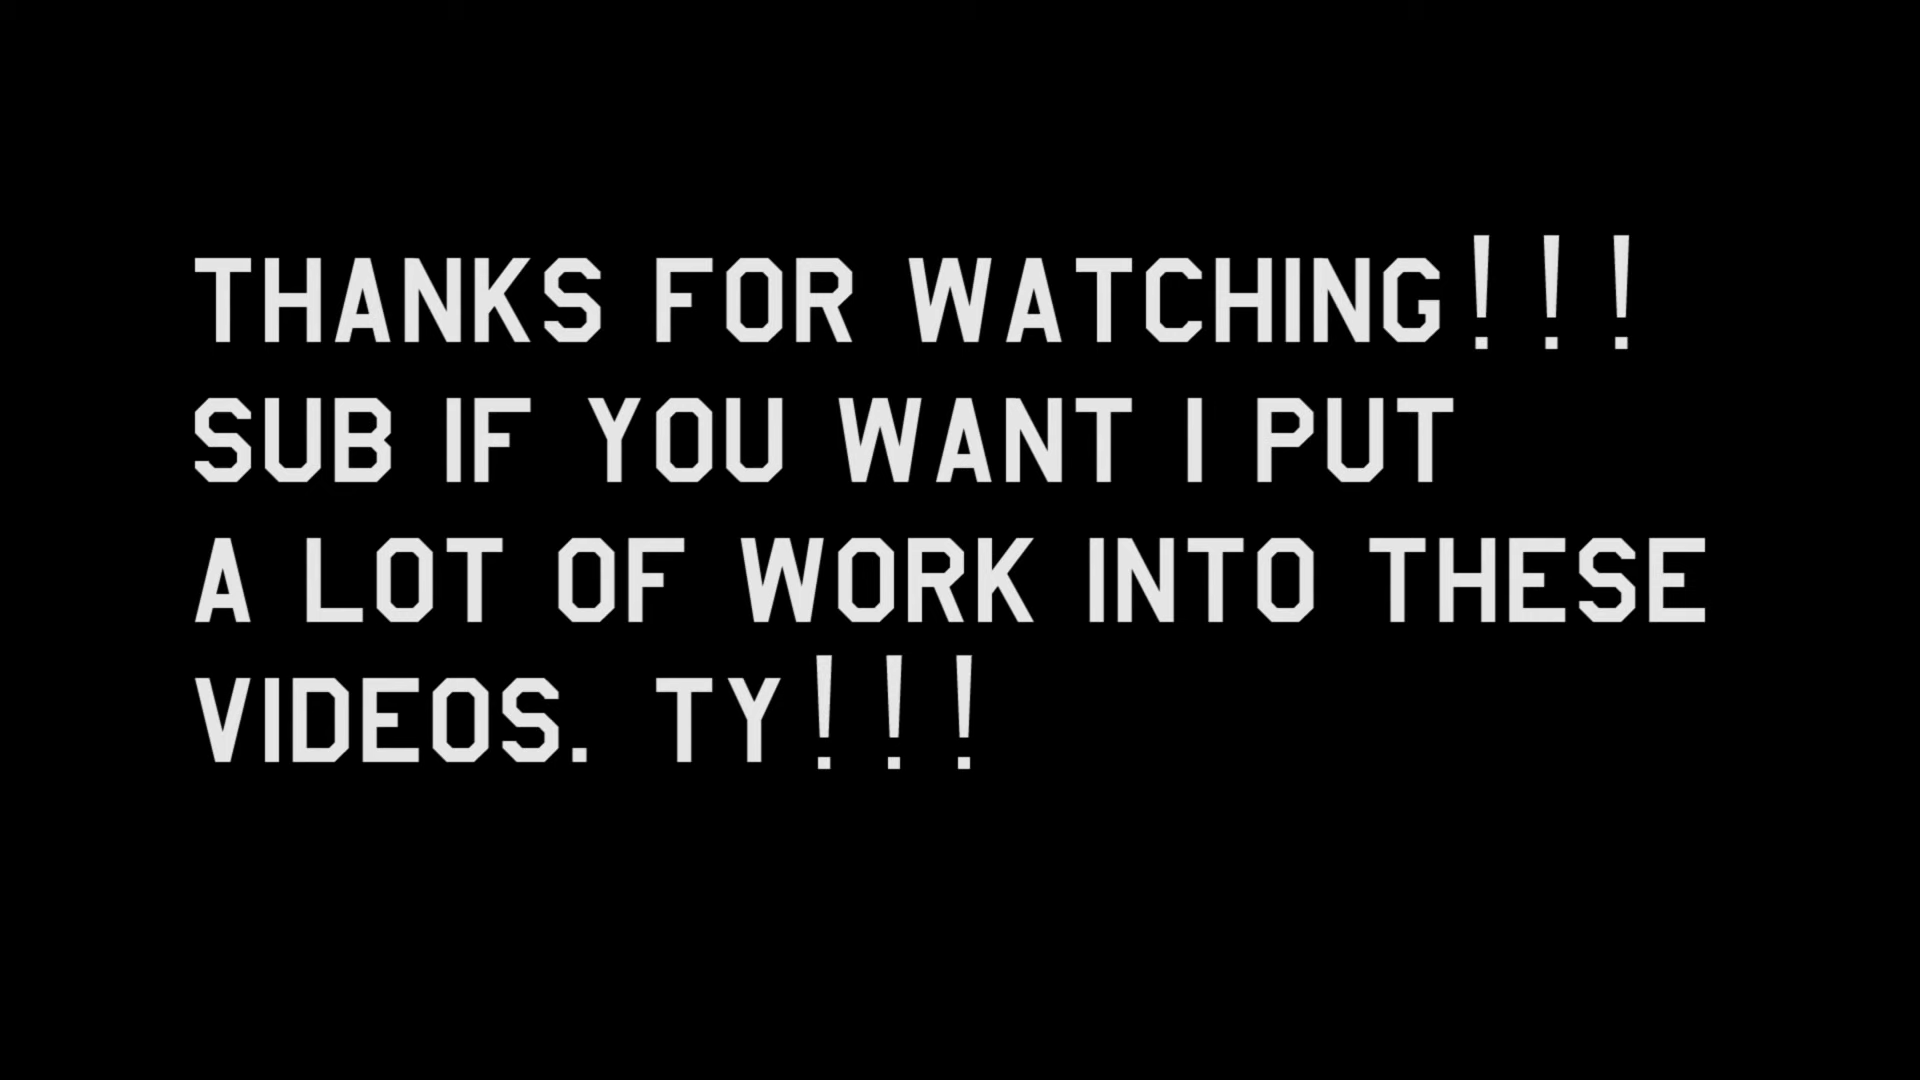 THANKS FOR WATCHING!!!
SUB IF YOU WANT I PUT
A LOT OF WORK INTO THESE
VIDEOS. TY!!!